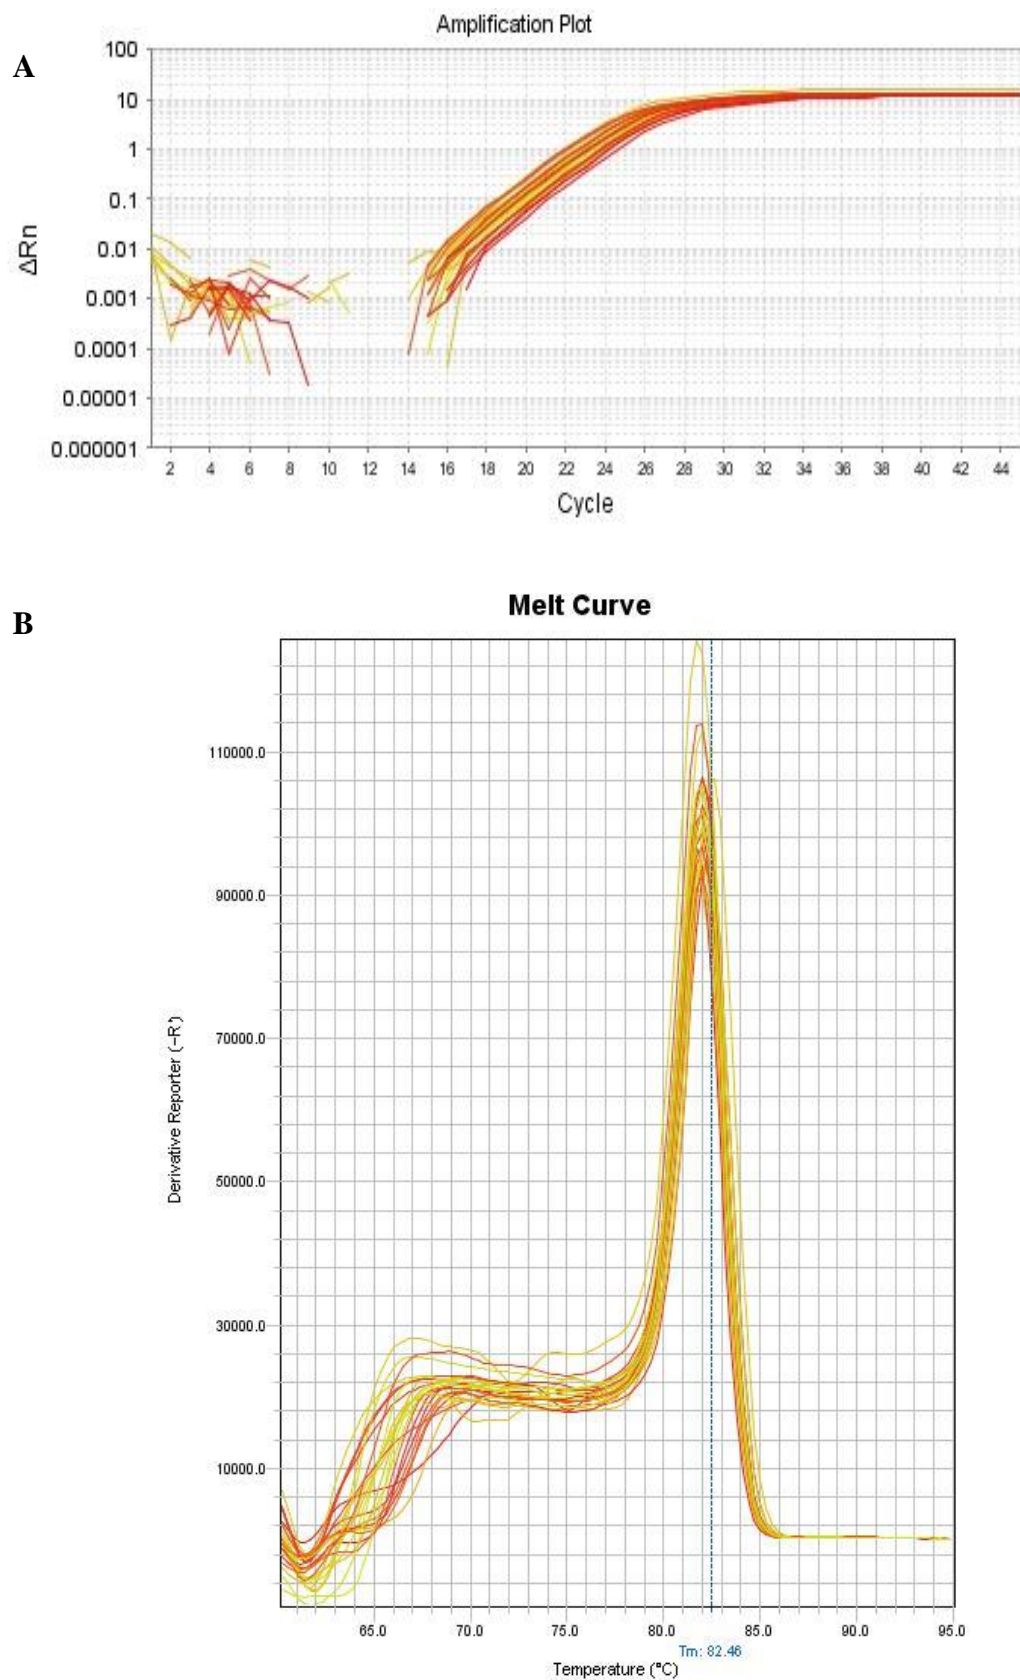 Amplification Plot
A
100
10
1
0.1
0.01
0.001
0.0001
0.00001
0.000001
ΔRn
2 4 6 8 10 12 14 16 18 20 22 24 26 28 30 32 34 36 38 40 42 44
Cycle
B
Melt Curve
110000.0
90000.0
70000.0
50000.0
30000.0
10000.0
Derivative Reporter (-R')
65.0 70.0 75.0 80.0 85.0 90.0 95.0
Tm: 82.46
Temperature (°C)